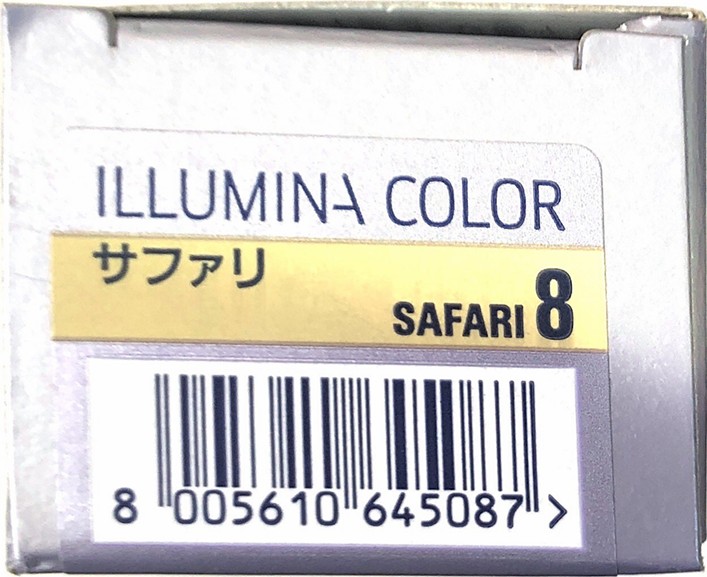 ILLUMINA COLOR
サファリ
SAFARI 8
8 005610 645087 >